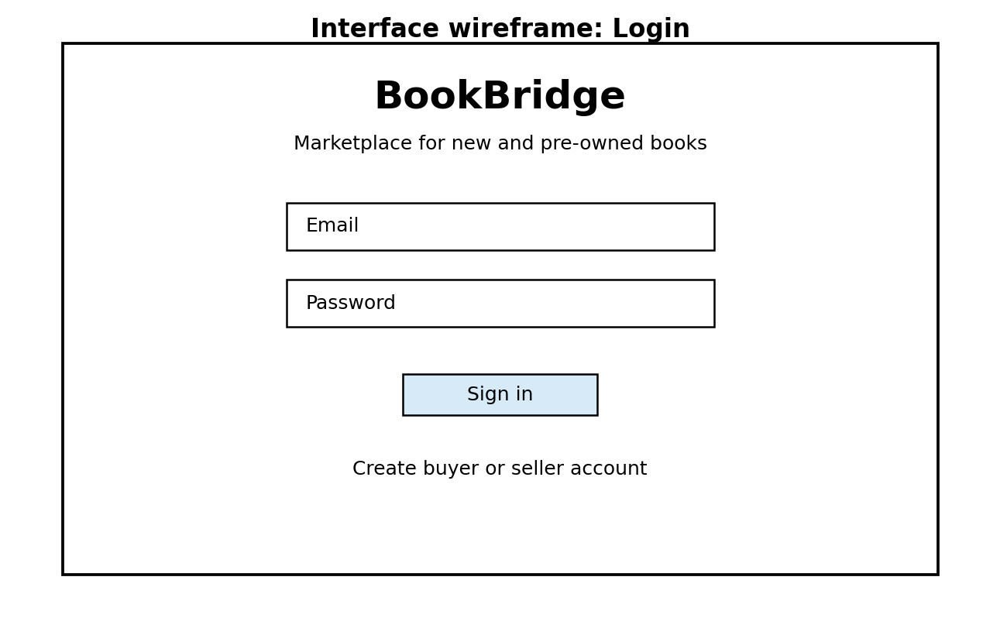 Interface wireframe: Login
BookBridge
Marketplace for new and pre-owned books
Email
Password
Sign in
Create buyer or seller account